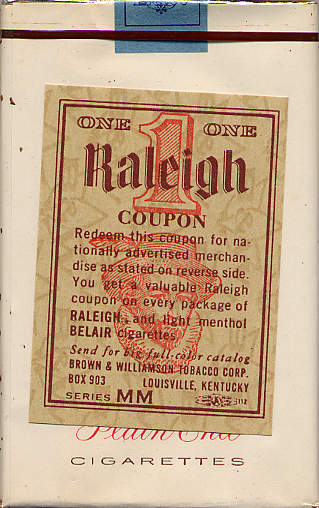 ONE 1 ONE
Raleigh
COUPON
Redeem this coupon for na-
tionally advertised merchan-
dise as stated on reverse side.
You get a valuable Raleigh
coupon on every package of
RALEIGH, and light menthol
BELAIR cigarettes.
Send for big full-color catalog
BROWN & WILLIAMSON TOBACCO CORP.
BOX 903 LOUISVILLE, KENTUCKY
SERIES MM
Plain End
CIGARETTES